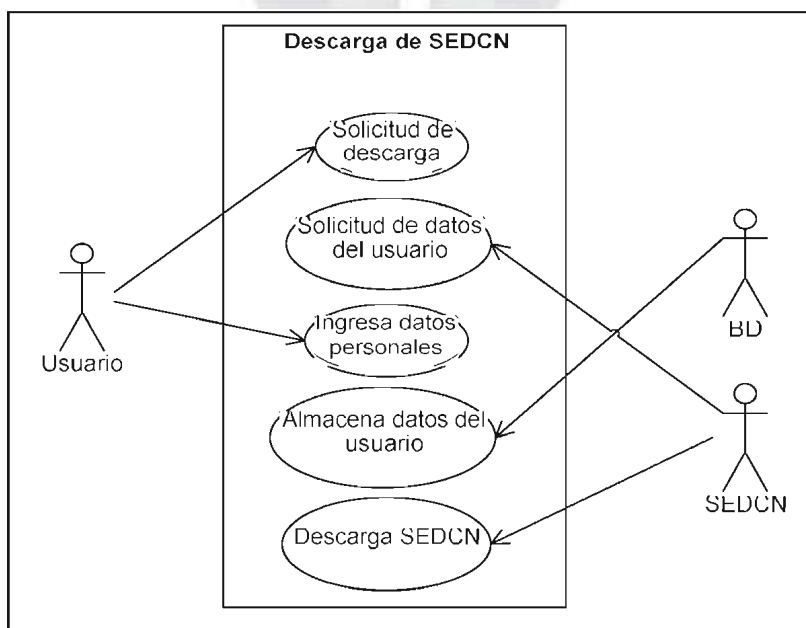 Descarga de SEDCN
Solicitud de
descarga
Solicitud de datos
del usuario
Ingresa datos
personales
Almacena datos del
usuario
Descarga SEDCN
Usuario
BD
SEDCN